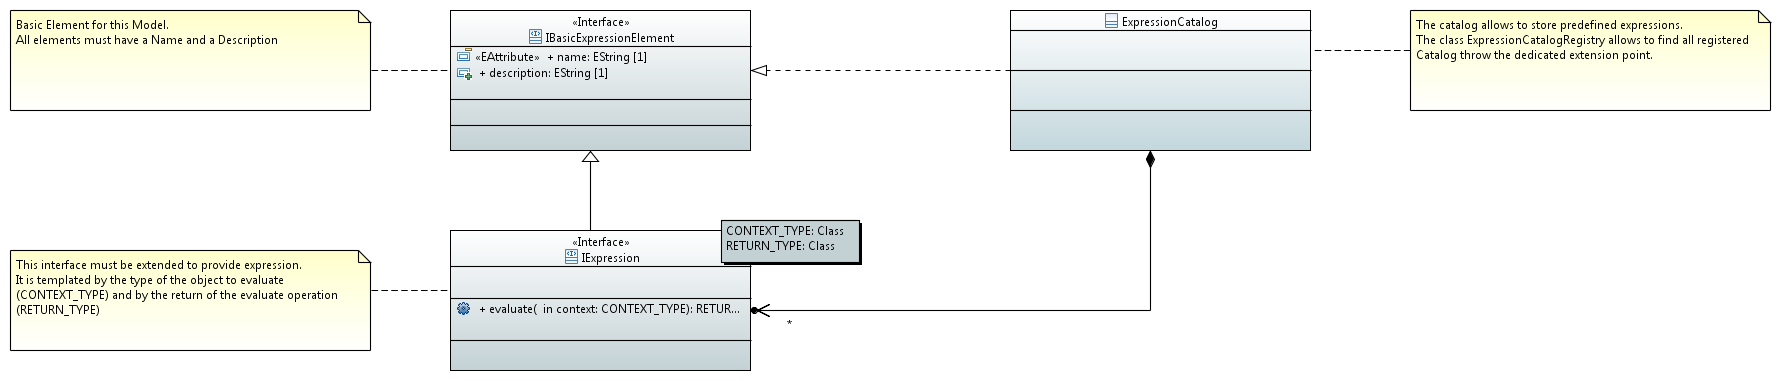 Basic Element for this Model.
All elements must have a Name and a Description
«Interface»
IBasicExpressionElement
«EAttribute» + name: EString [1]
+ description: EString [1]
ExpressionCatalog
The catalog allows to store predefined expressions.
The class ExpressionCatalogRegistry allows to find all registered
Catalog throw the dedicated extension point.
This interface must be extended to provide expression.
It is templated by the type of the object to evaluate
(CONTEXT_TYPE) and by the return of the evaluate operation
(RETURN_TYPE)
«Interface»
IExpression
CONTEXT_TYPE: Class
RETURN_TYPE: Class
+ evaluate( in context: CONTEXT_TYPE): RETUR...
*